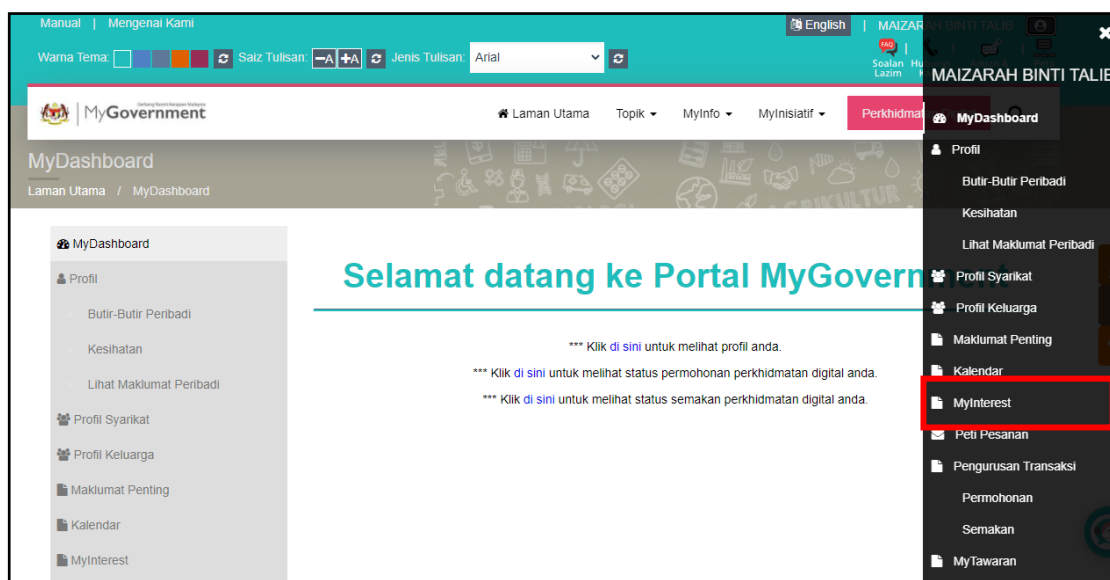 Manual | Mengenai Kami
English | MAIZARAH BINTI TALIB
Warna Tema: Saiz Tulisan: -A +A Jenis Tulisan: Arial
FAQ
Soalan
Lazim
MAIZARAH BINTI TALIB
MyGovernment
Laman Utama Topik MyInfo MyInisiatif Perkhidmatan
MyDashboard
Laman Utama / MyDashboard
AGRIKULTUR
MyDashboard
Profil
Butir-Butir Peribadi
Kesihatan
Lihat Maklumat Peribadi
Profil Syarikat
Profil Keluarga
Maklumat Penting
Kalendar
MyInterest
Selamat datang ke Portal MyGovernment
*** Klik di sini untuk melihat profil anda.
*** Klik di sini untuk melihat status permohonan perkhidmatan digital anda.
*** Klik di sini untuk melihat status semakan perkhidmatan digital anda.
MyDashboard
Profil
Butir-Butir Peribadi
Kesihatan
Lihat Maklumat Peribadi
Profil Syarikat
Profil Keluarga
Maklumat Penting
Kalendar
MyInterest
Peti Pesanan
Pengurusan Transaksi
Permohonan
Semakan
MyTawaran